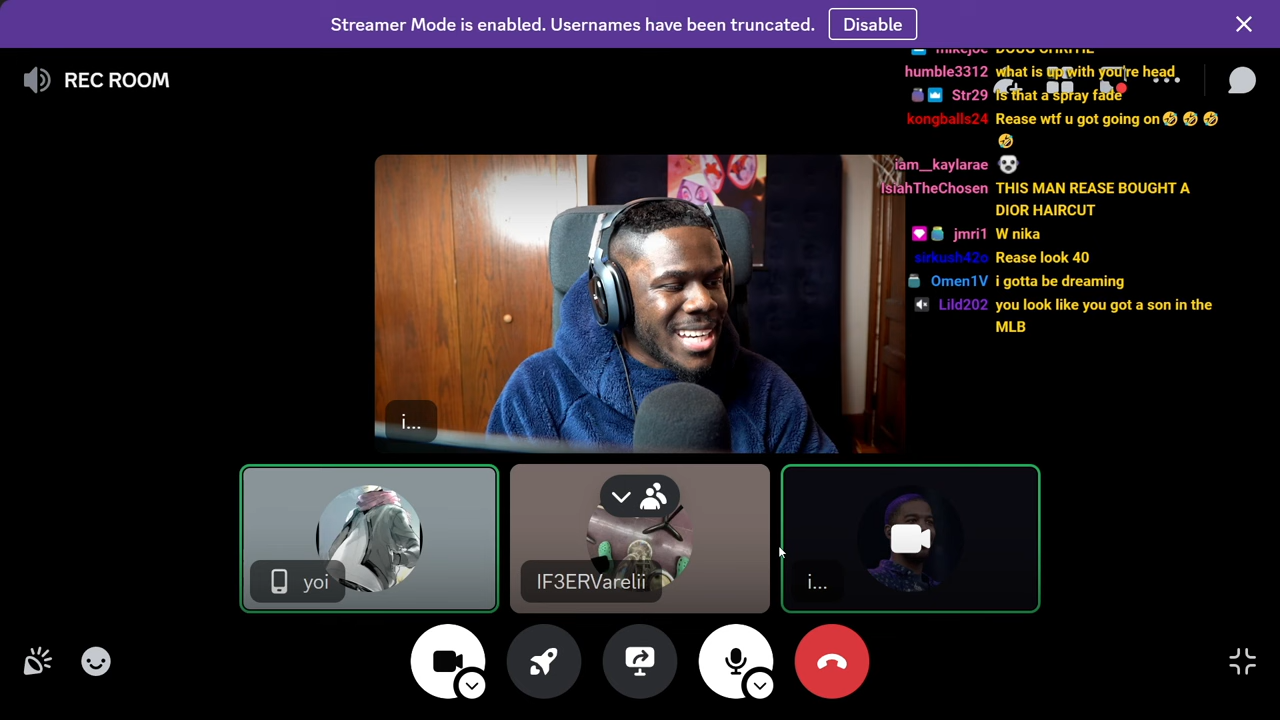 Streamer Mode is enabled. Usernames have been truncated. Disable
REC ROOM
humble3312 what is up with you're head
Str29 Is that a spray fade
kongballs24 Rease wtf u got going on🤣 🤣 🤣
🤣
iam__kaylarae
IsiahTheChosen THIS MAN REASE BOUGHT A
DIOR HAIRCUT
jmri1 W nika
sirkush42o Rease look 40
Omen1V i gotta be dreaming
Lild202 you look like you got a son in the
MLB
i...
yoi
IF3ERVarelii
i...